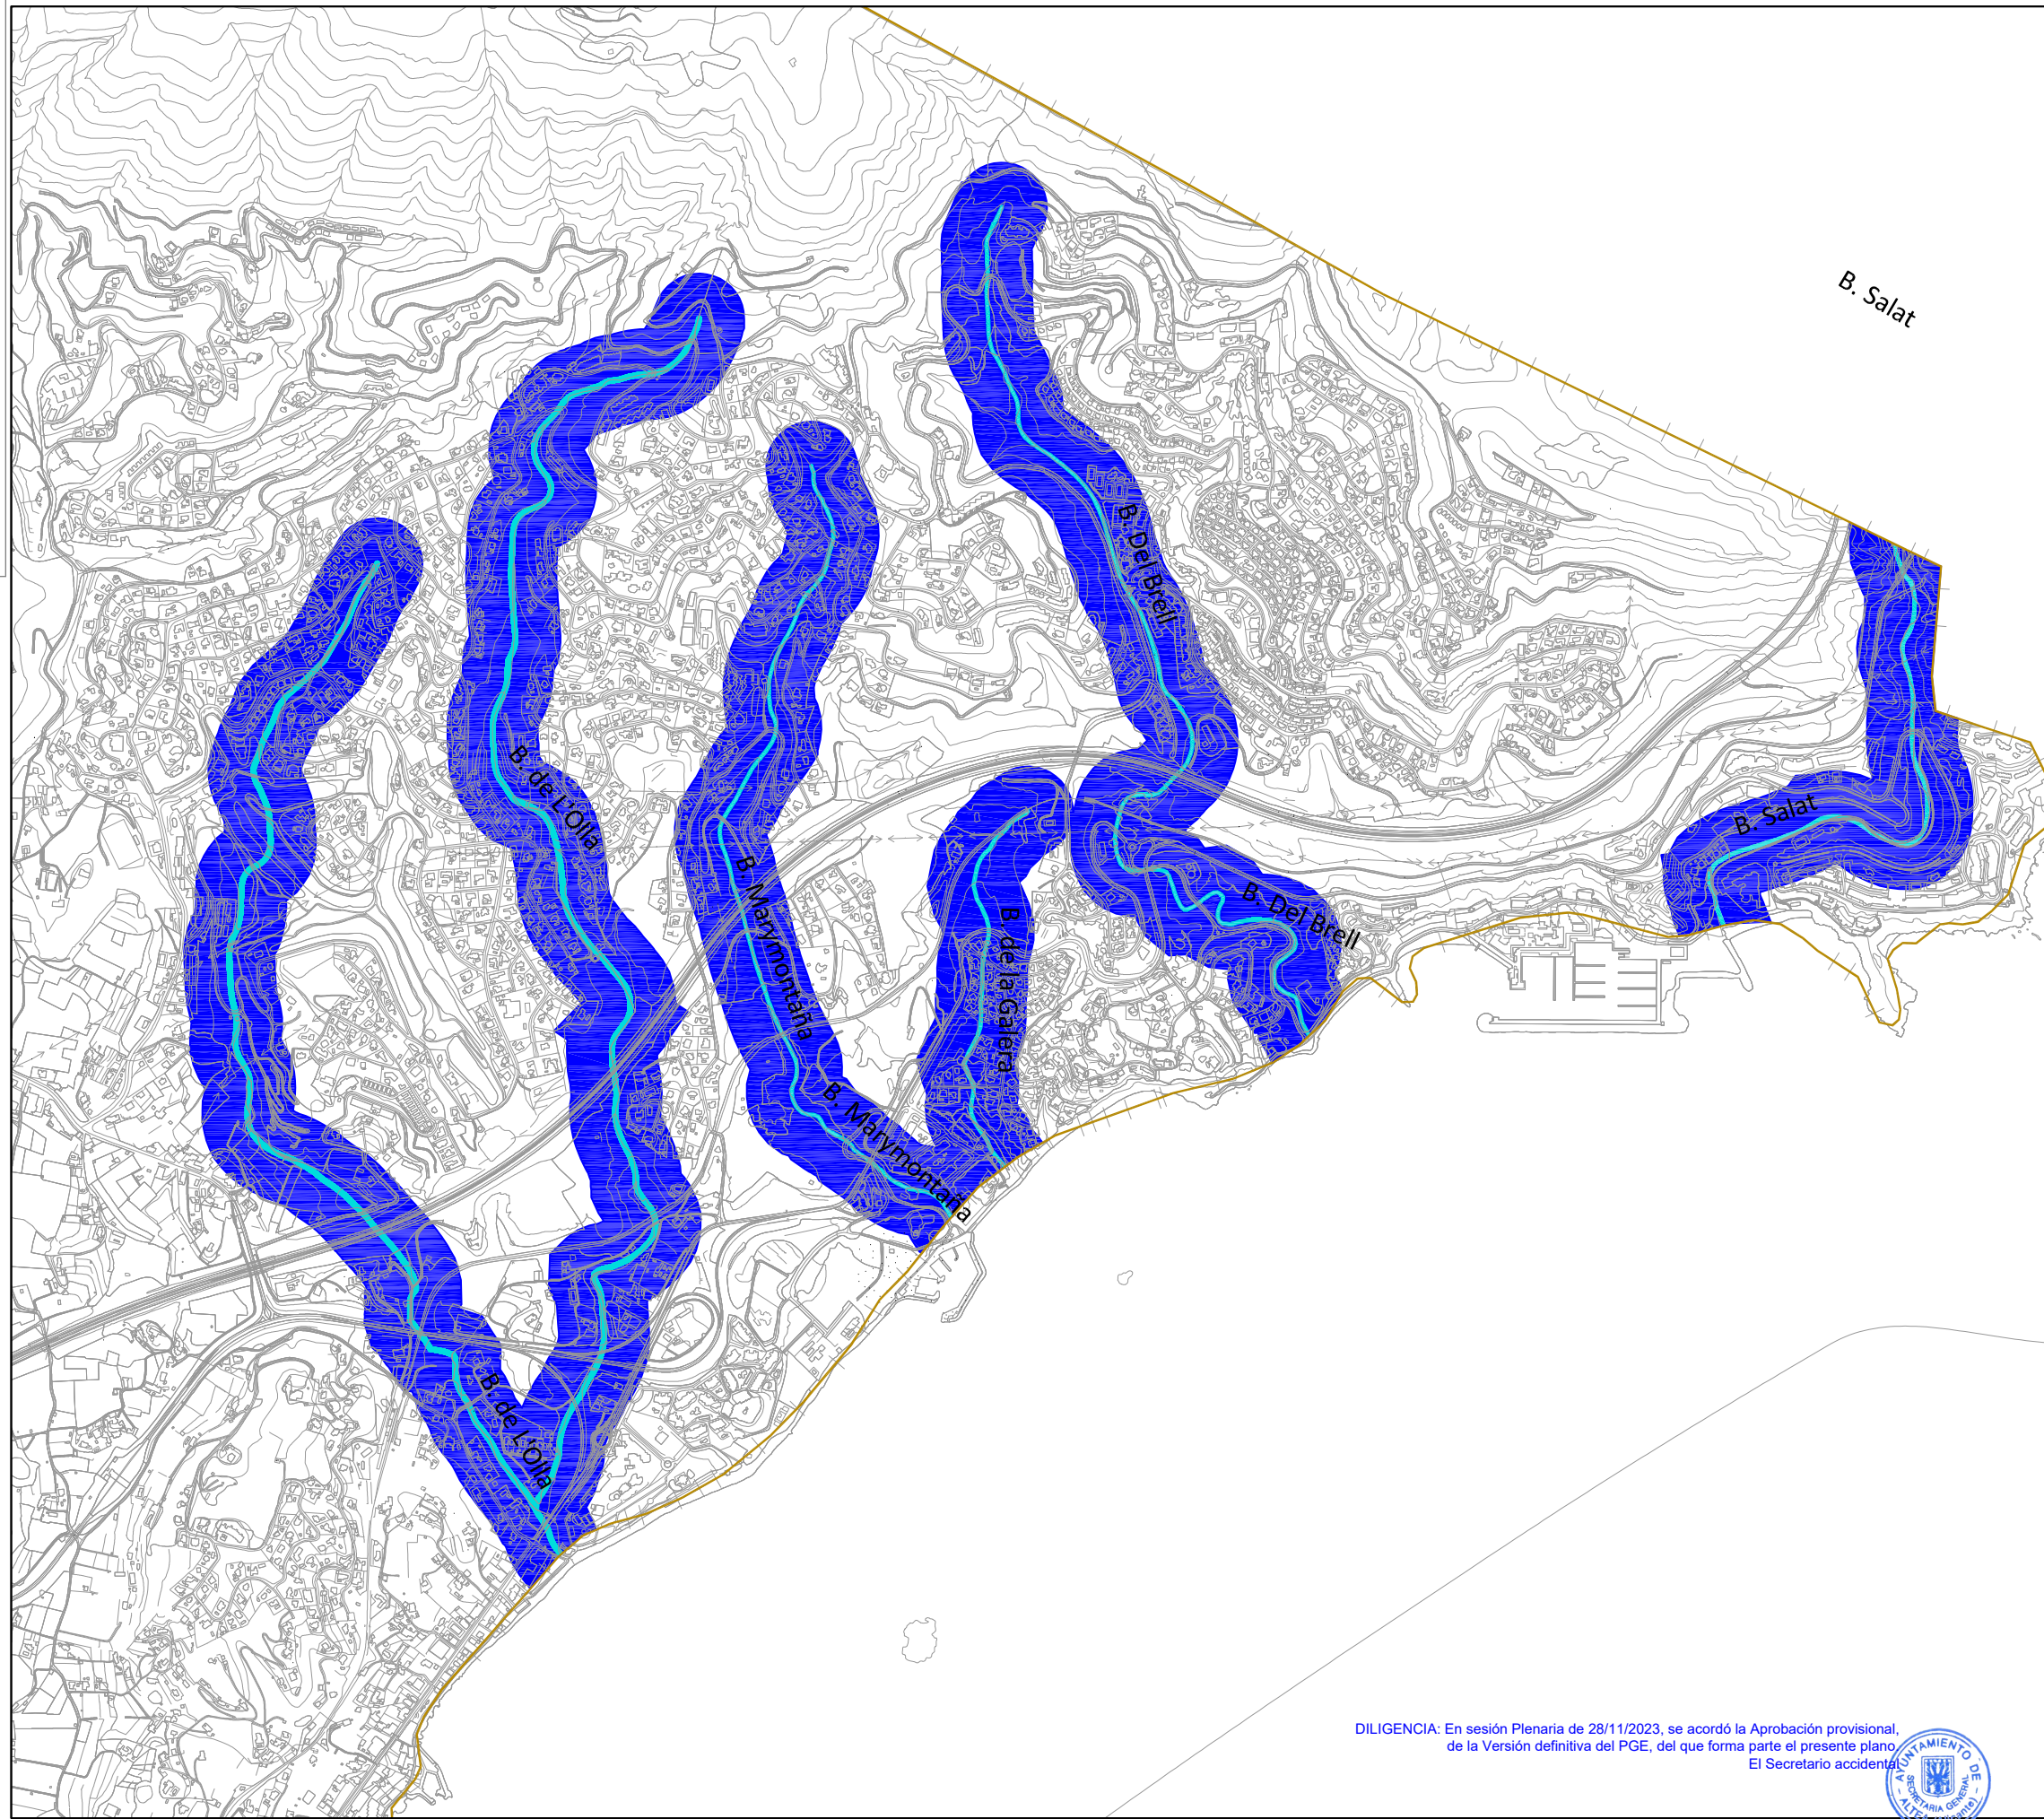 B. Salat
B. Del Brell
B. de L'Olla
B. Salat
B. Marymontaña
B. Del Brell
B. de la Galera
B. Marymontaña
B. de L'Olla
DILIGENCIA: En sesión Plenaria de 28/11/2023, se acordó la Aprobación provisional,
de la Versión definitiva del PGE, del que forma parte el presente plano.
El Secretario accidental
AYUNTAMIENTO DE
SECRETARIA GENERAL